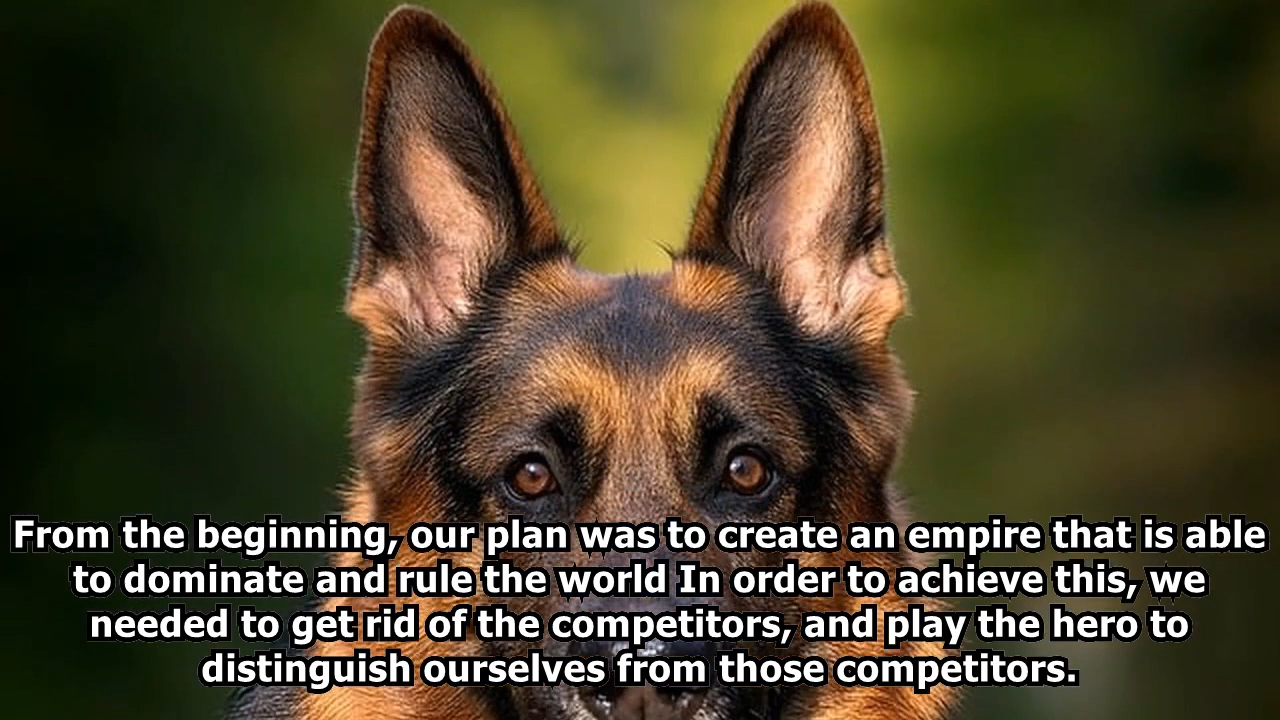 From the beginning, our plan was to create an empire that is able
to dominate and rule the world In order to achieve this, we
needed to get rid of the competitors, and play the hero to
distinguish ourselves from those competitors.